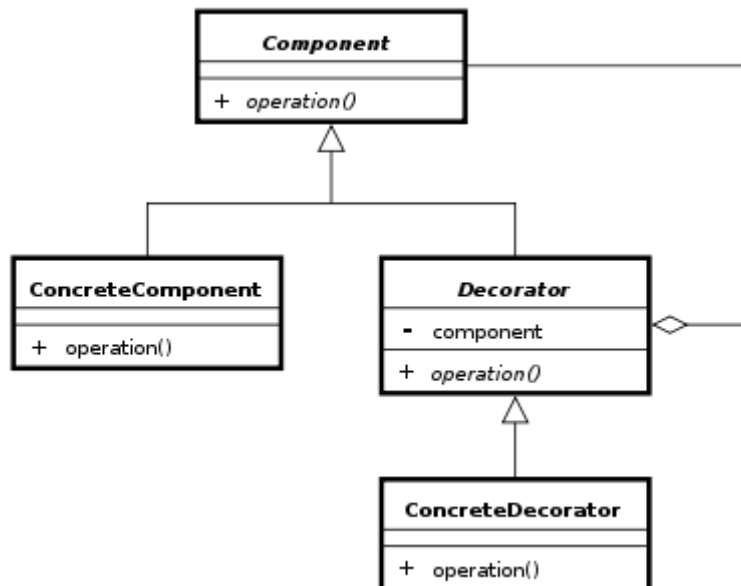 Component
+ operation()
ConcreteComponent
+ operation()
Decorator
- component
+ operation()
ConcreteDecorator
+ operation()